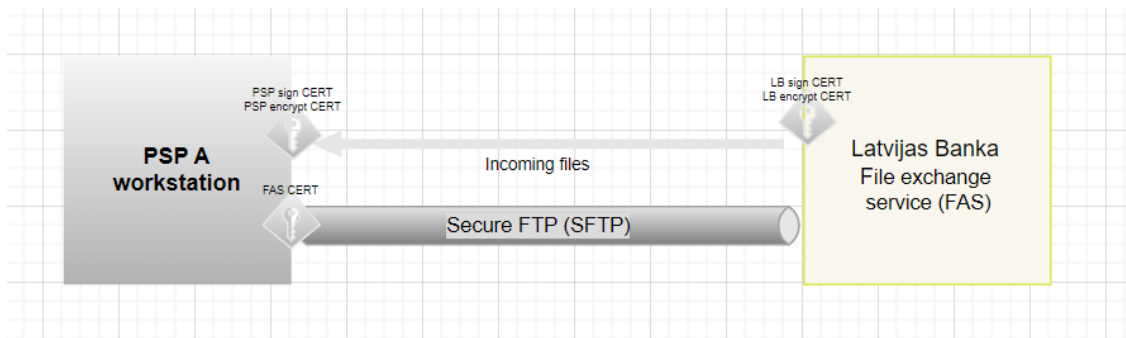 PSP sign CERT
PSP encrypt CERT
LB sign CERT
LB encrypt CERT
PSP A
workstation
Incoming files
Latvijas Banka
File exchange
service (FAS)
FAS CERT
Secure FTP (SFTP)